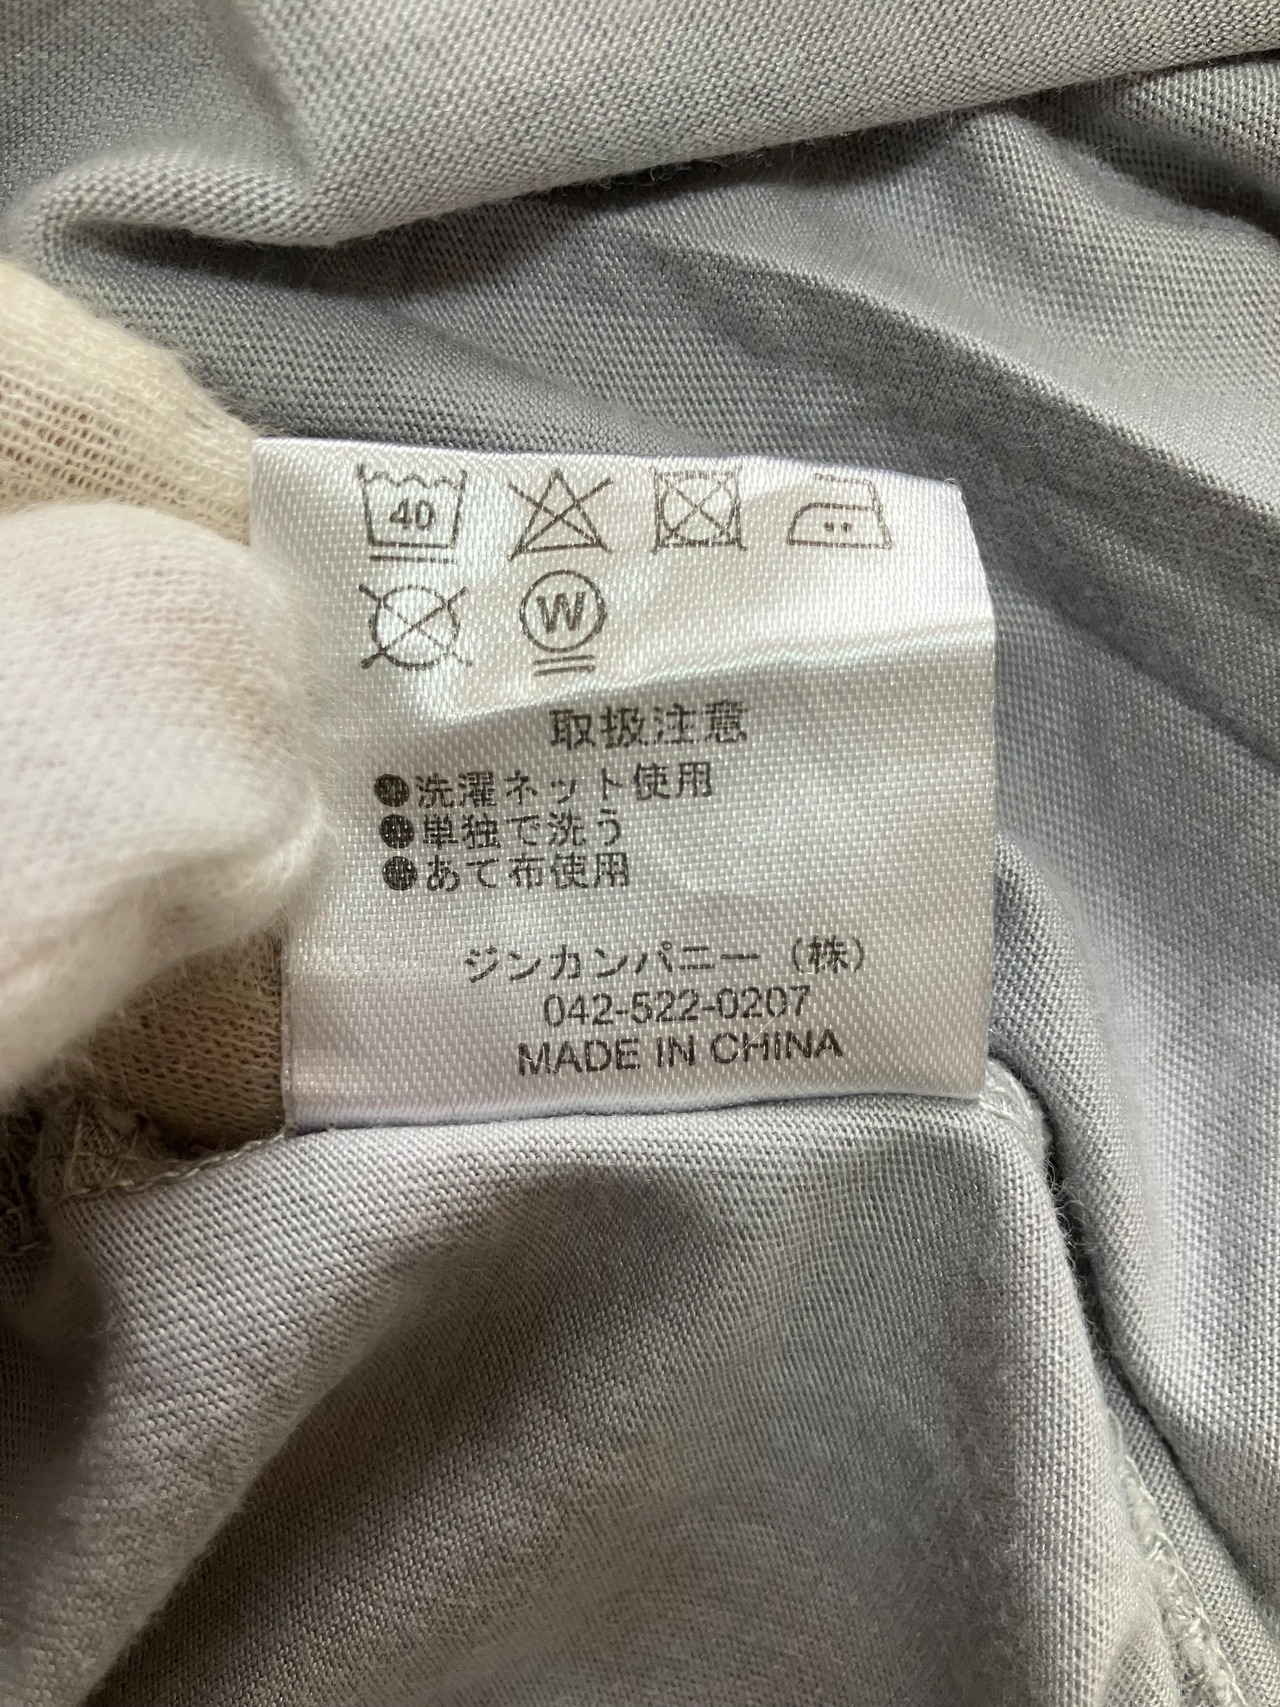 40
W
取扱注意
●洗濯ネット使用
●単独で洗う
●あて布使用
ジンカンパニー（株）
042-522-0207
MADE IN CHINA